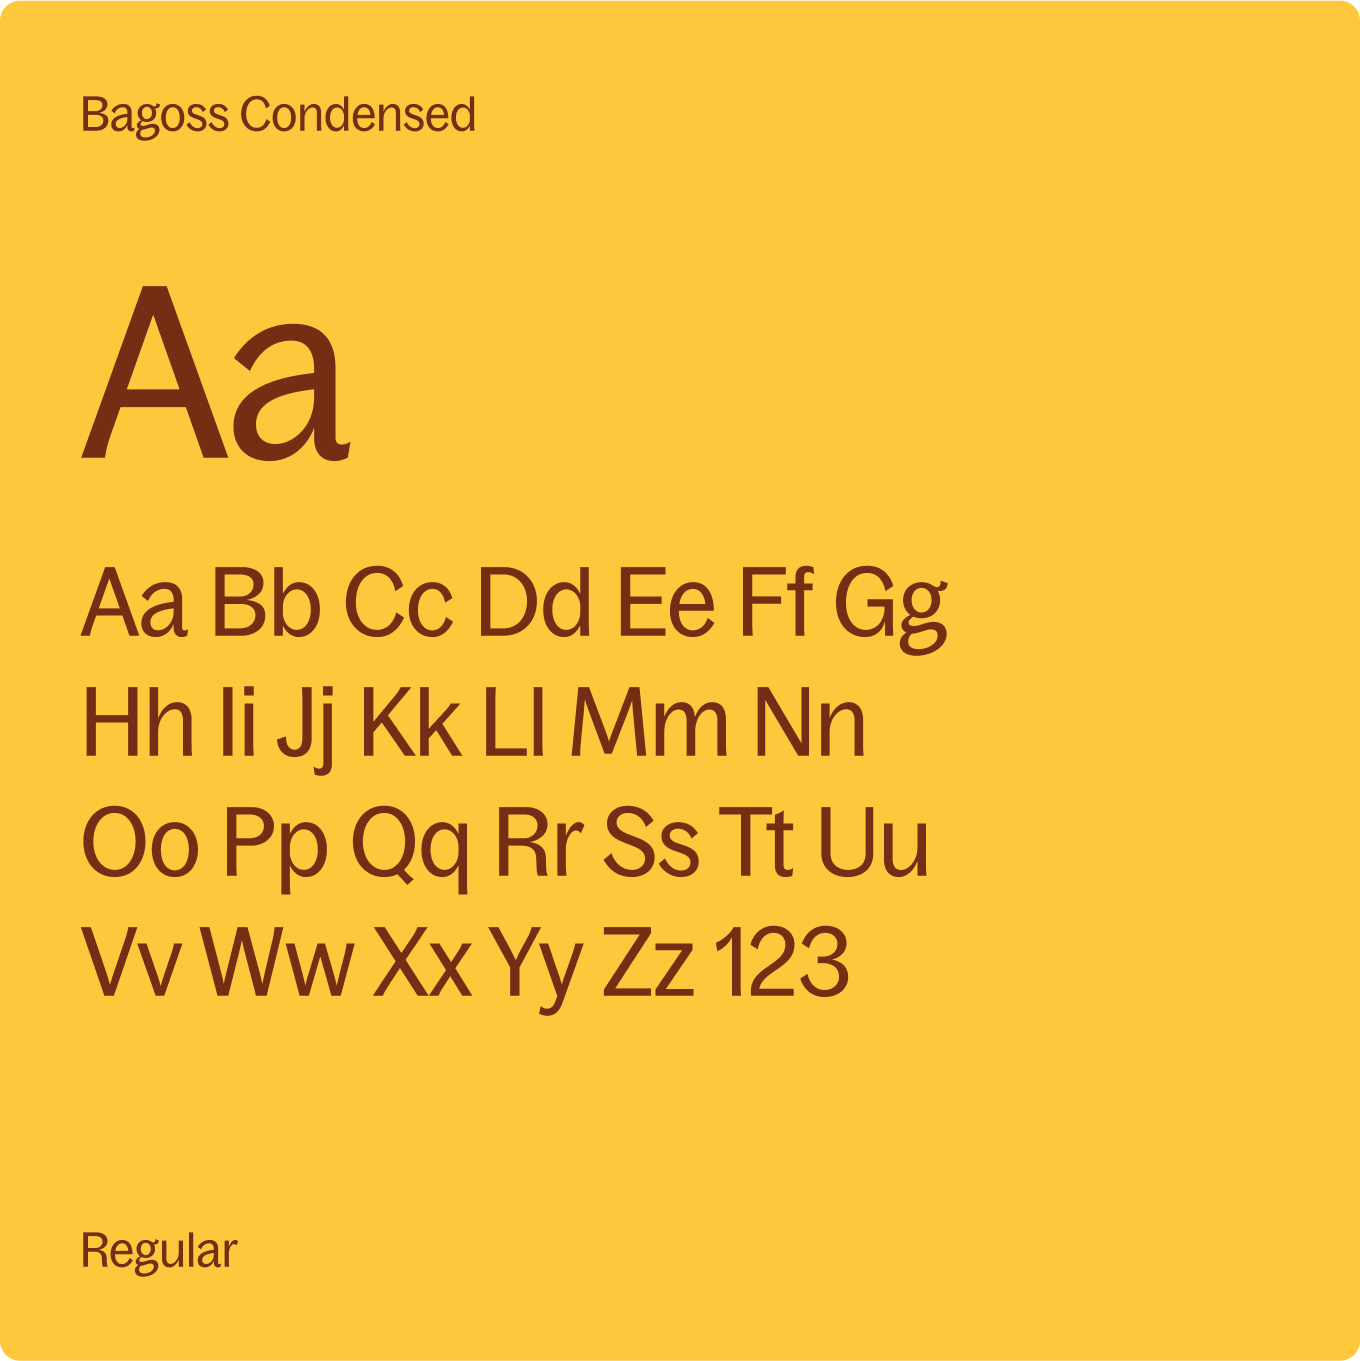 Bagoss Condensed
Aa
Aa Bb Cc Dd Ee Ff Gg
Hh Ii Jj Kk Ll Mm Nn
Oo Pp Qq Rr Ss Tt Uu
Vv Ww Xx Yy Zz 123
Regular